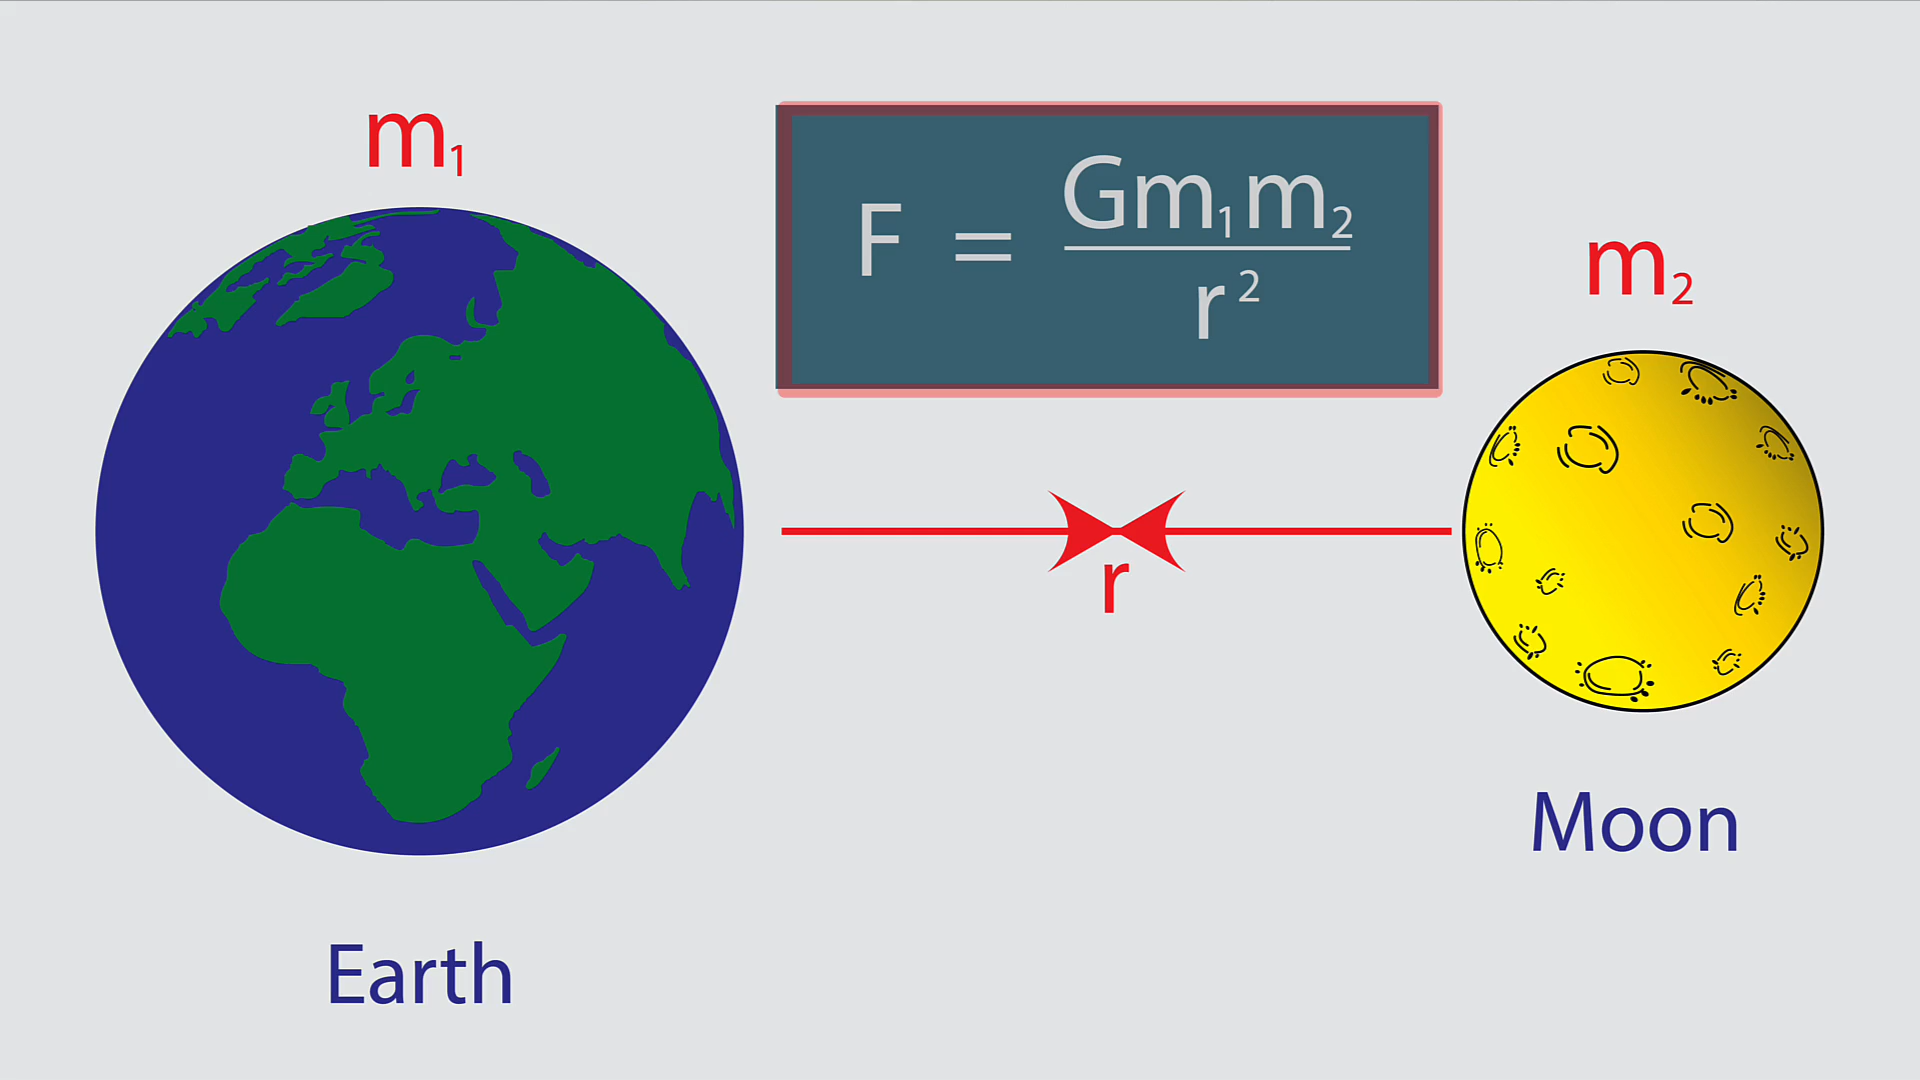 m₁
F = Gm₁m₂
r²
m₂
r
Moon
Earth